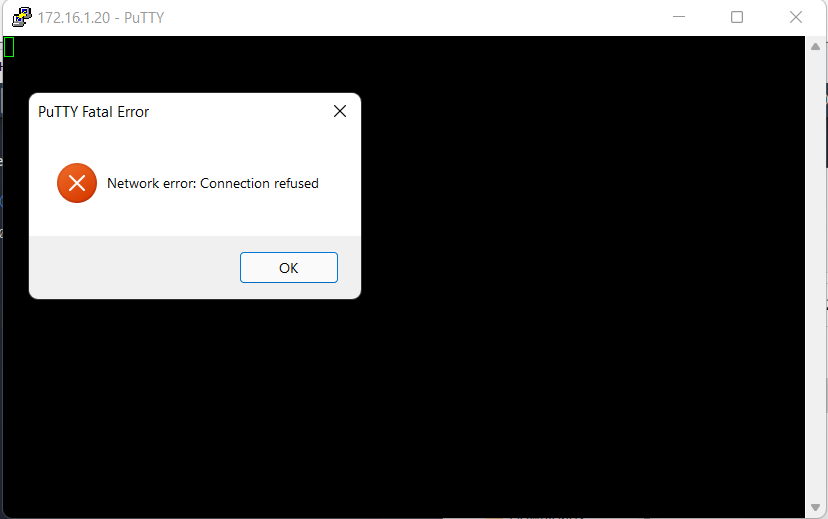 172.16.1.20 - PuTTY
PuTTY Fatal Error
Network error: Connection refused
OK